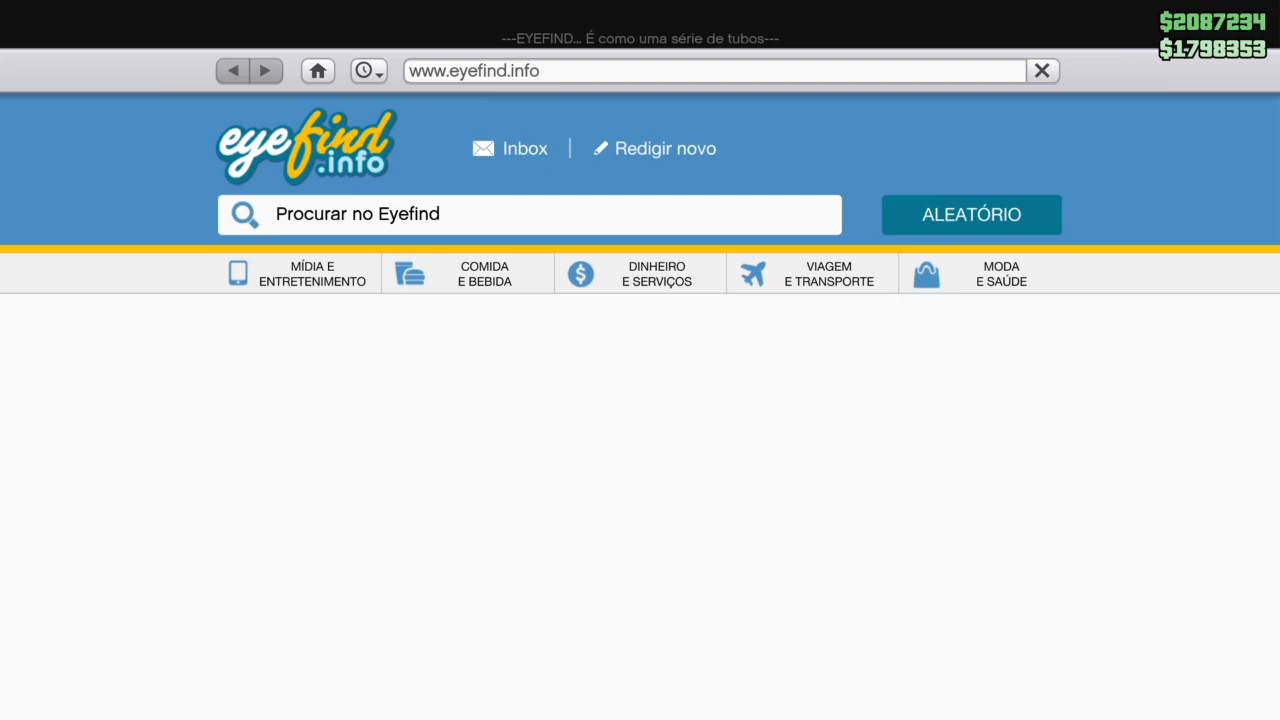 ---EYEFIND... É como uma série de tubos---
$2087234
$1798353
www.eyefind.info
eyefind
.info
Inbox
Redigir novo
Procurar no Eyefind
ALEATÓRIO
MÍDIA E
ENTRETENIMENTO
COMIDA
E BEBIDA
DINHEIRO
E SERVIÇOS
VIAGEM
E TRANSPORTE
MODA
E SAÚDE